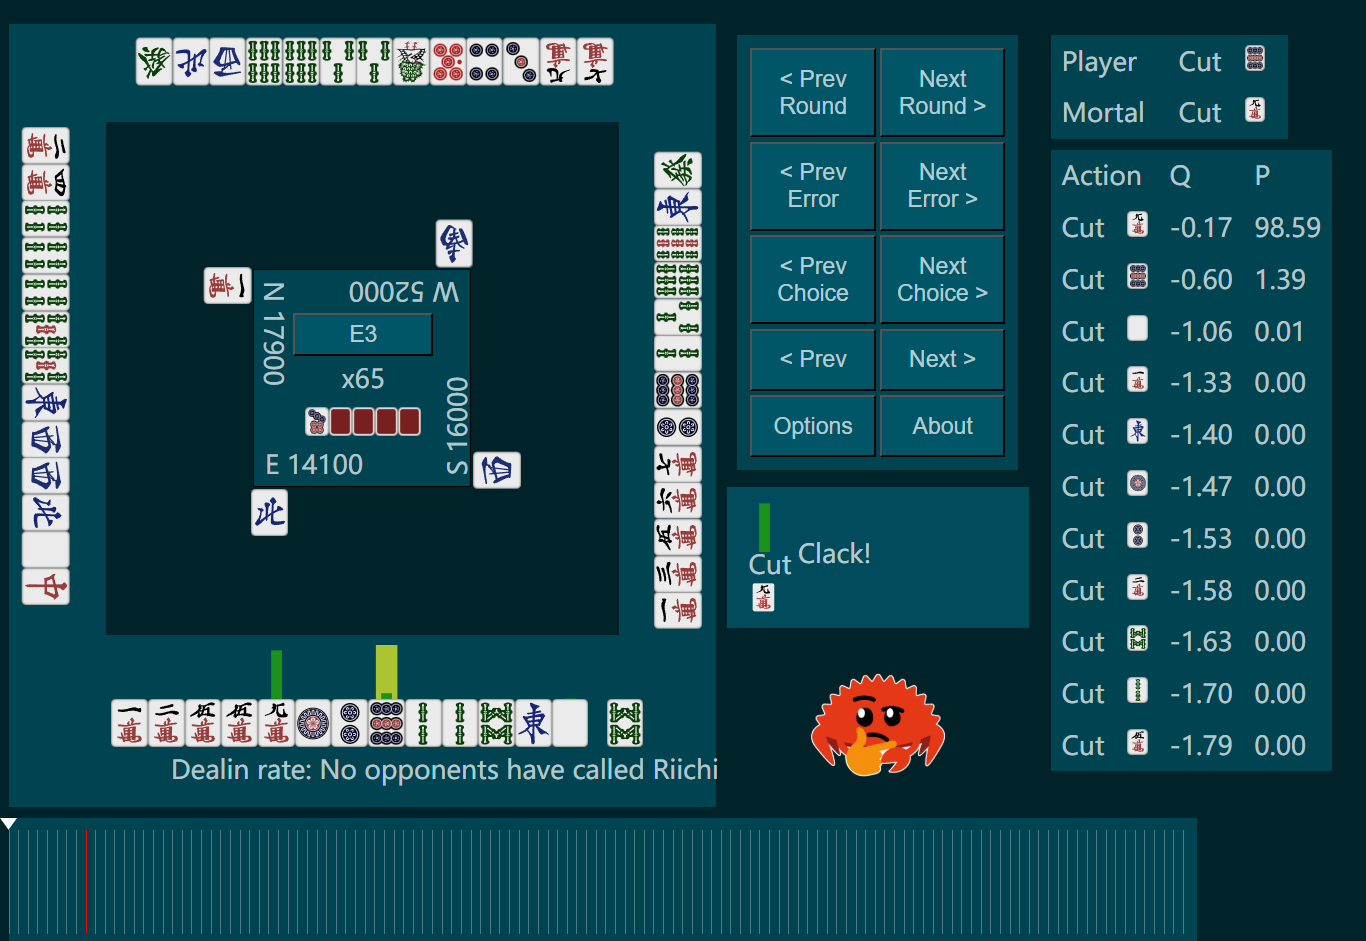 N 17900
W 52000
E3
x65
S 16000
E 14100
Dealin rate: No opponents have called Riichi
< Prev Round
Next Round >
< Prev Error
Next Error >
< Prev Choice
Next Choice >
< Prev
Next >
Options
About
Cut
Clack!
Player Cut
Mortal Cut
Action Q P
Cut -0.17 98.59
Cut -0.60 1.39
Cut -1.06 0.01
Cut -1.33 0.00
Cut 東 -1.40 0.00
Cut -1.47 0.00
Cut -1.53 0.00
Cut -1.58 0.00
Cut -1.63 0.00
Cut -1.70 0.00
Cut -1.79 0.00